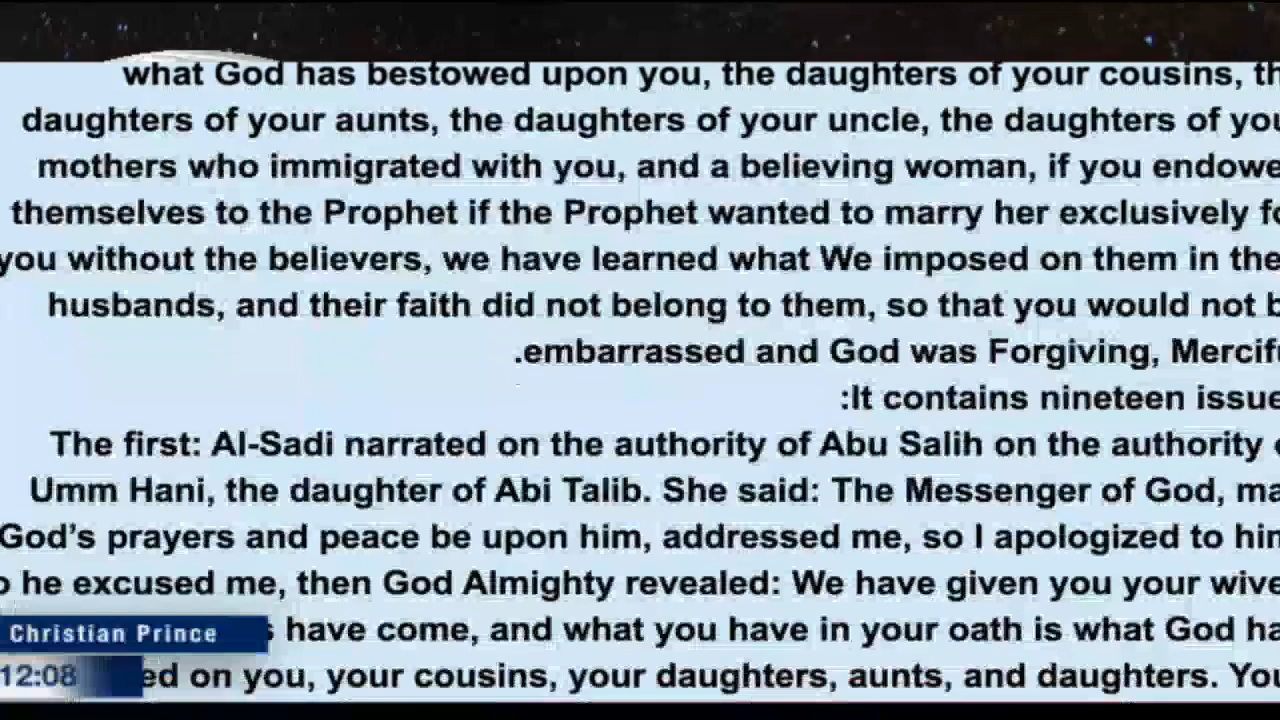 what God has bestowed upon you, the daughters of your cousins, th
daughters of your aunts, the daughters of your uncle, the daughters of you
mothers who immigrated with you, and a believing woman, if you endowe
themselves to the Prophet if the Prophet wanted to marry her exclusively fo
you without the believers, we have learned what We imposed on them in the
husbands, and their faith did not belong to them, so that you would not b
.embarrassed and God was Forgiving, Mercifu
:It contains nineteen issue
The first: Al-Sadi narrated on the authority of Abu Salih on the authority o
Umm Hani, the daughter of Abi Talib. She said: The Messenger of God, ma
God's prayers and peace be upon him, addressed me, so I apologized to him
o he excused me, then God Almighty revealed: We have given you your wive
s have come, and what you have in your oath is what God ha
ed on you, your cousins, your daughters, aunts, and daughters. You
Christian Prince
12:08